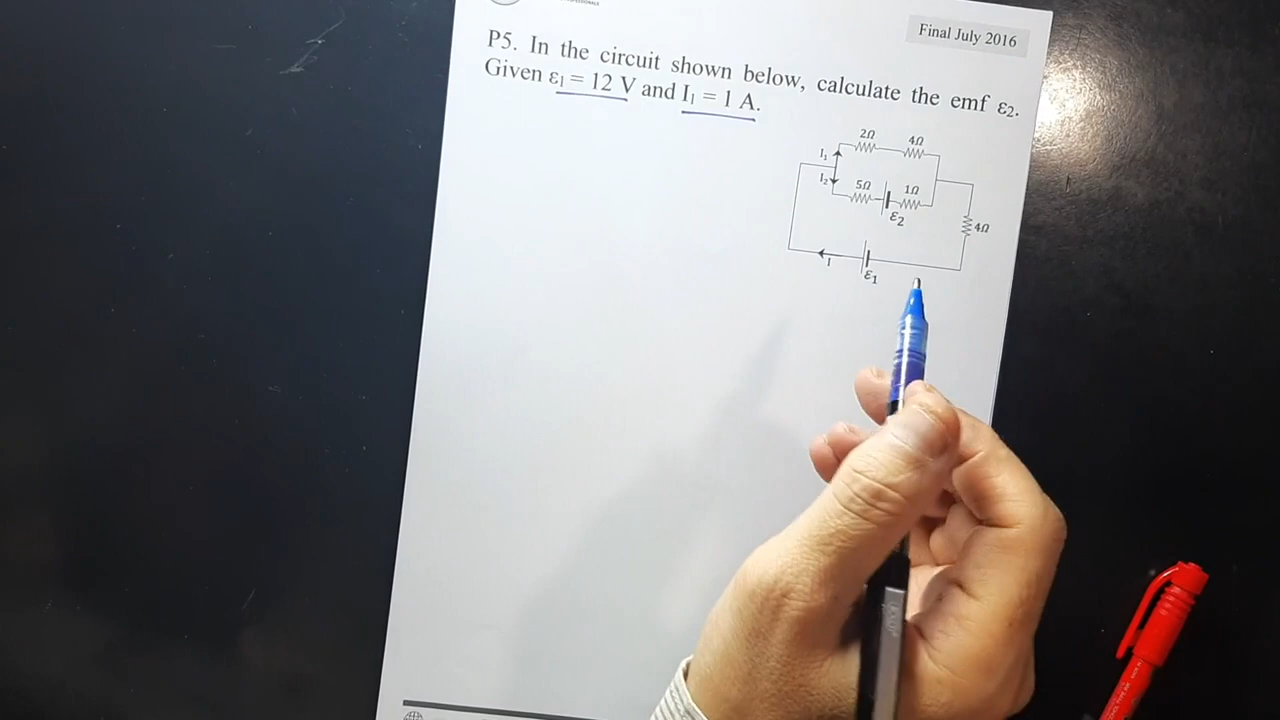 Final July 2016
P5. In the circuit shown below, calculate the emf ε₂.
Given ε₁ = 12 V and I₁ = 1 A.
2Ω 4Ω
I₁
I₂ 5Ω 1Ω
ε₂
4Ω
I
ε₁